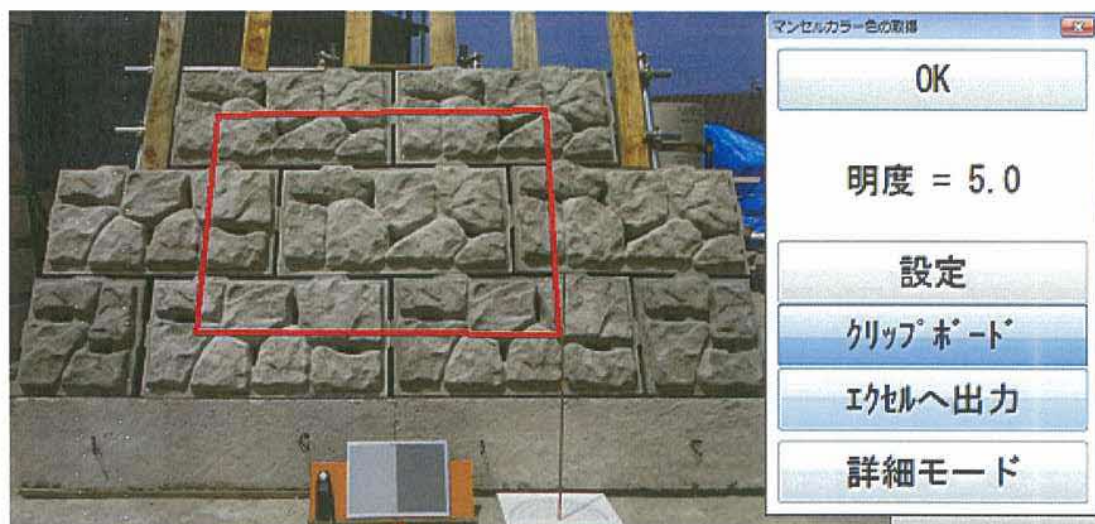 マンセルカラー色の取得
OK
明度 = 5.0
設定
クリップボード
エクセルへ出力
詳細モード